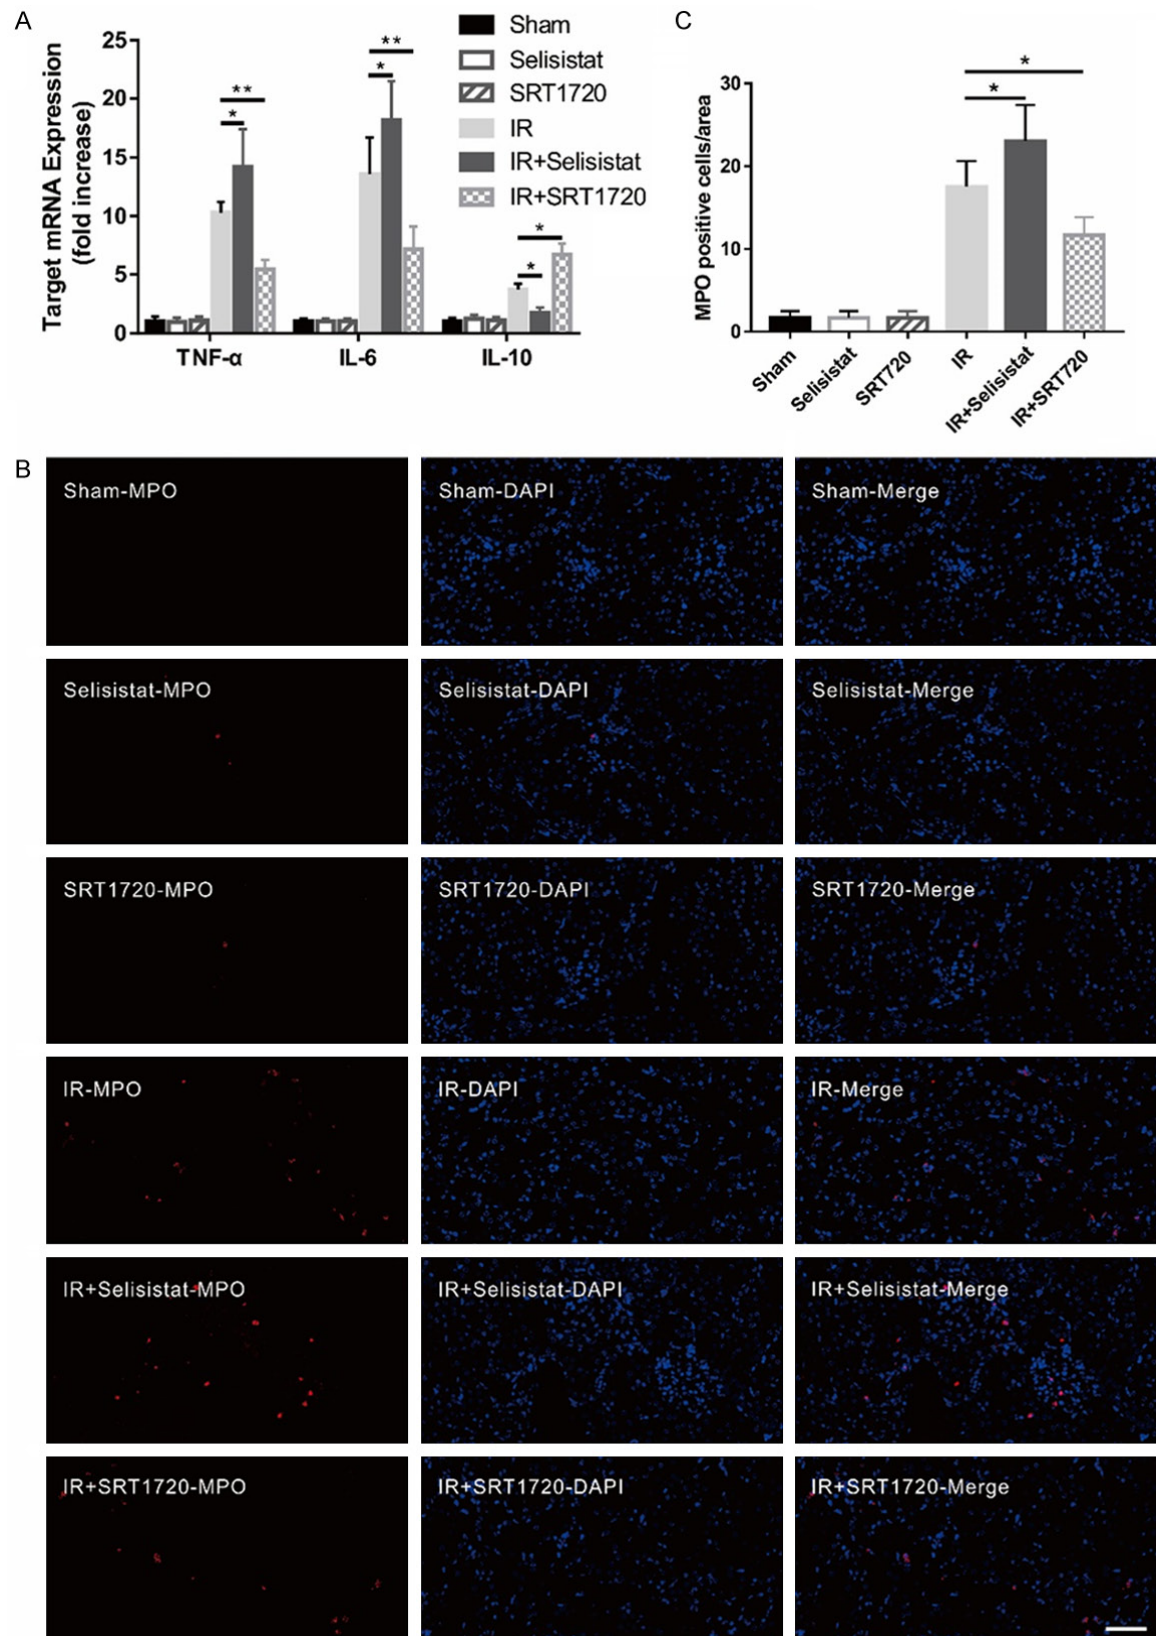 A
Target mRNA Expression
(fold increase)
25
20
15
10
5
0
**
*
**
*
*
*
TNF-α
IL-6
IL-10
Sham
Selisistat
SRT1720
IR
IR+Selisistat
IR+SRT1720
C
MPO positive cells/area
30
20
10
0
*
*
Sham
Selisistat
SRT720
IR
IR+Selisistat
IR+SRT720
B
Sham-MPO
Sham-DAPI
Sham-Merge
Selisistat-MPO
Selisistat-DAPI
Selisistat-Merge
SRT1720-MPO
SRT1720-DAPI
SRT1720-Merge
IR-MPO
IR-DAPI
IR-Merge
IR+Selisistat-MPO
IR+Selisistat-DAPI
IR+Selisistat-Merge
IR+SRT1720-MPO
IR+SRT1720-DAPI
IR+SRT1720-Merge